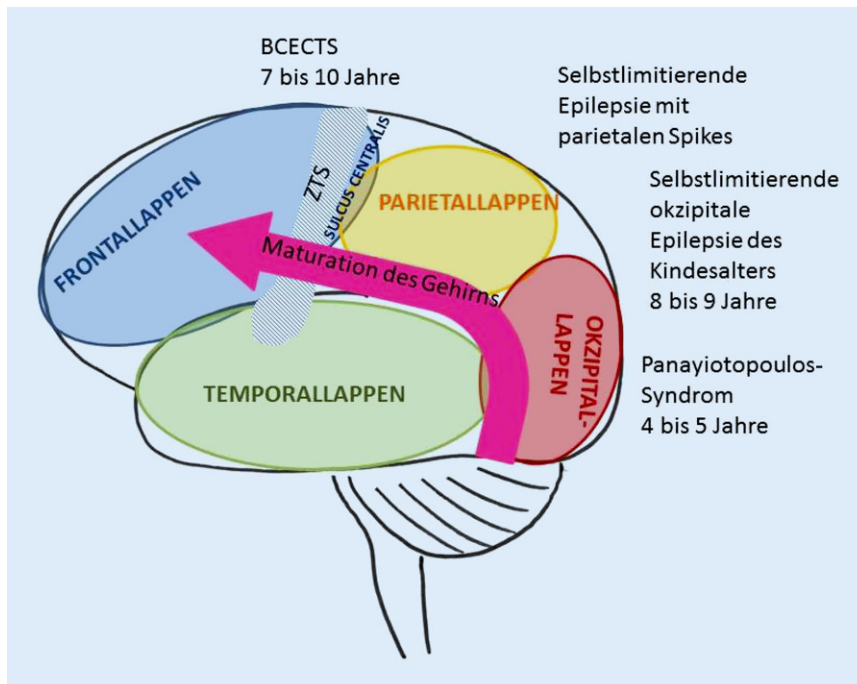 BCECTS
7 bis 10 Jahre
Selbstlimitierende
Epilepsie mit
parietalen Spikes
Selbstlimitierende
okzipitale
Epilepsie des
Kindesalters
8 bis 9 Jahre
Panayiotopoulos-
Syndrom
4 bis 5 Jahre
FRONTALLAPPEN
ZTS
SULCUS CENTRALIS
PARIETALLAPPEN
Maturation des Gehirns
OKZIPITAL-
LAPPEN
TEMPORALLAPPEN